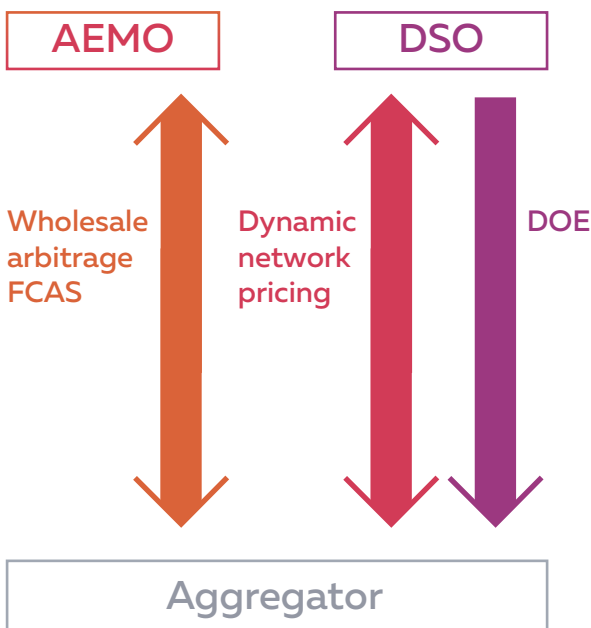 AEMO
DSO
Wholesale
arbitrage
FCAS
Dynamic
network
pricing
DOE
Aggregator